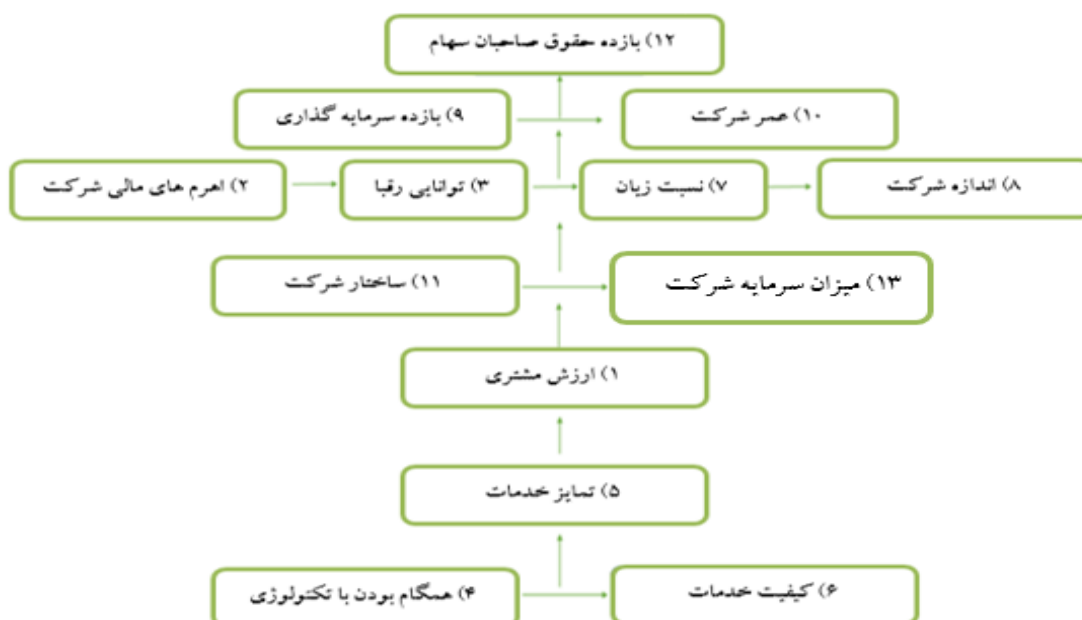 ۱۲) بازده حقوق صاحبان سهام
۱۰) عمر شرکت
۹) بازده سرمایه گذاری
۸) اندازه شرکت
۷) نسبت زیان
۳) توانایی رقبا
۲) اهرم های مالی شرکت
۱۳) میزان سرمایه شرکت
۱۱) ساختار شرکت
۱) ارزش مشتری
۵) تمایز خدمات
۶) کیفیت خدمات
۴) همگام بودن با تکنولوژی